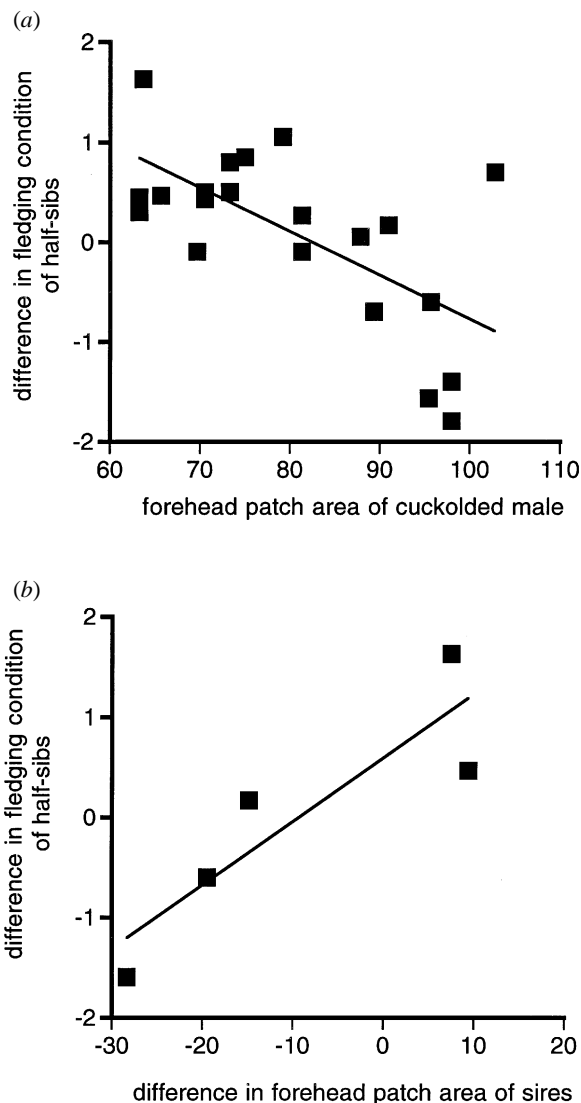 (a)
2
1
0
-1
-2
difference in fledging condition
of half-sibs
60 70 80 90 100 110
forehead patch area of cuckolded male
(b)
2
1
0
-1
-2
difference in fledging condition
of half-sibs
-30 -20 -10 0 10 20
difference in forehead patch area of sires